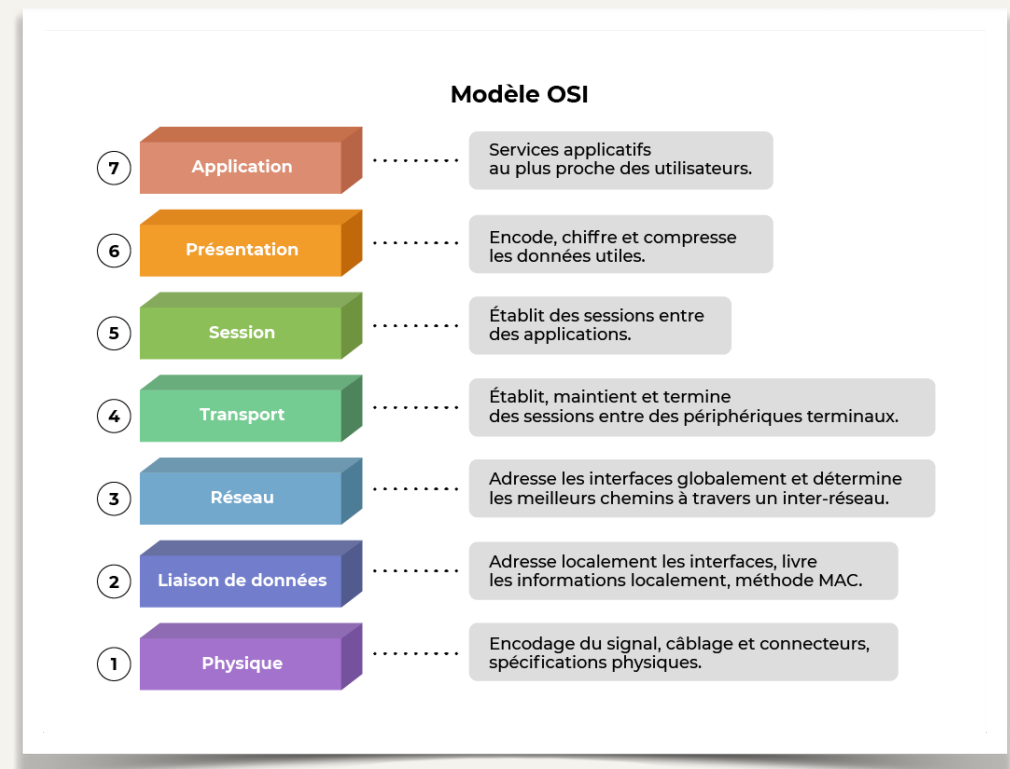 Modèle OSI
7
Application
Services applicatifs
au plus proche des utilisateurs.
6
Présentation
Encode, chiffre et compresse
les données utiles.
5
Session
Établit des sessions entre
des applications.
4
Transport
Établit, maintient et termine
des sessions entre des périphériques terminaux.
3
Réseau
Adresse les interfaces globalement et détermine
les meilleurs chemins à travers un inter-réseau.
2
Liaison de données
Adresse localement les interfaces, livre
les informations localement, méthode MAC.
1
Physique
Encodage du signal, câblage et connecteurs,
spécifications physiques.